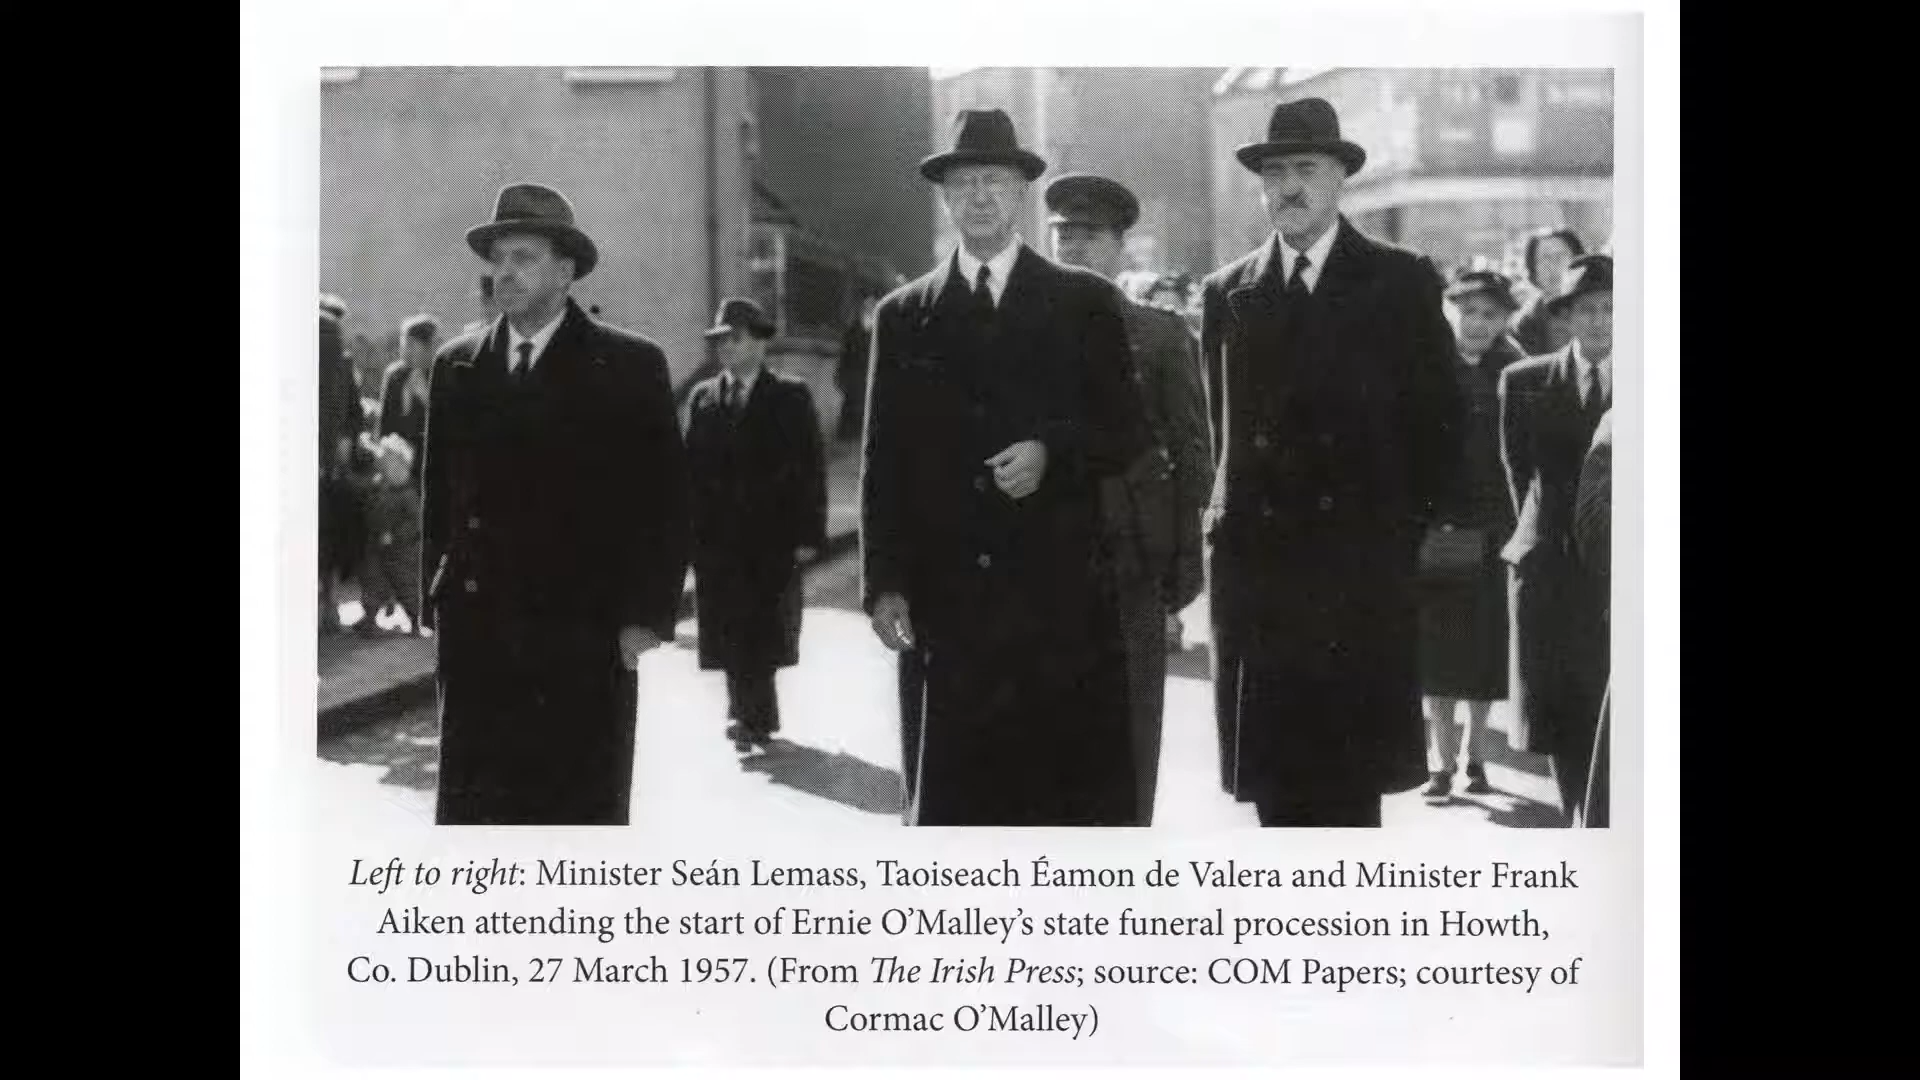 Left to right: Minister Seán Lemass, Taoiseach Éamon de Valera and Minister Frank
Aiken attending the start of Ernie O’Malley’s state funeral procession in Howth,
Co. Dublin, 27 March 1957. (From The Irish Press; source: COM Papers; courtesy of
Cormac O’Malley)